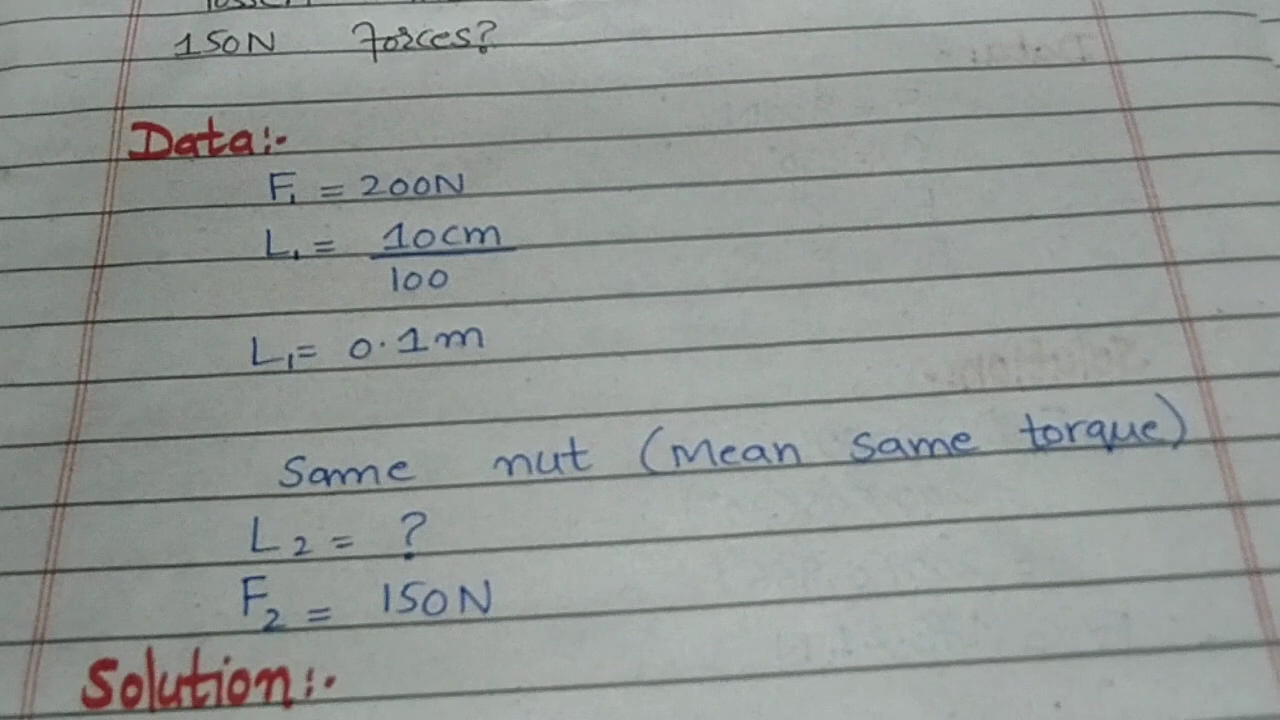 150N Forces?
Data:-
F₁ = 200N
L₁ = 10cm
100
L₁= 0.1m
Same nut (Mean same torque)
L₂ = ?
F₂ = 150N
Solution:-